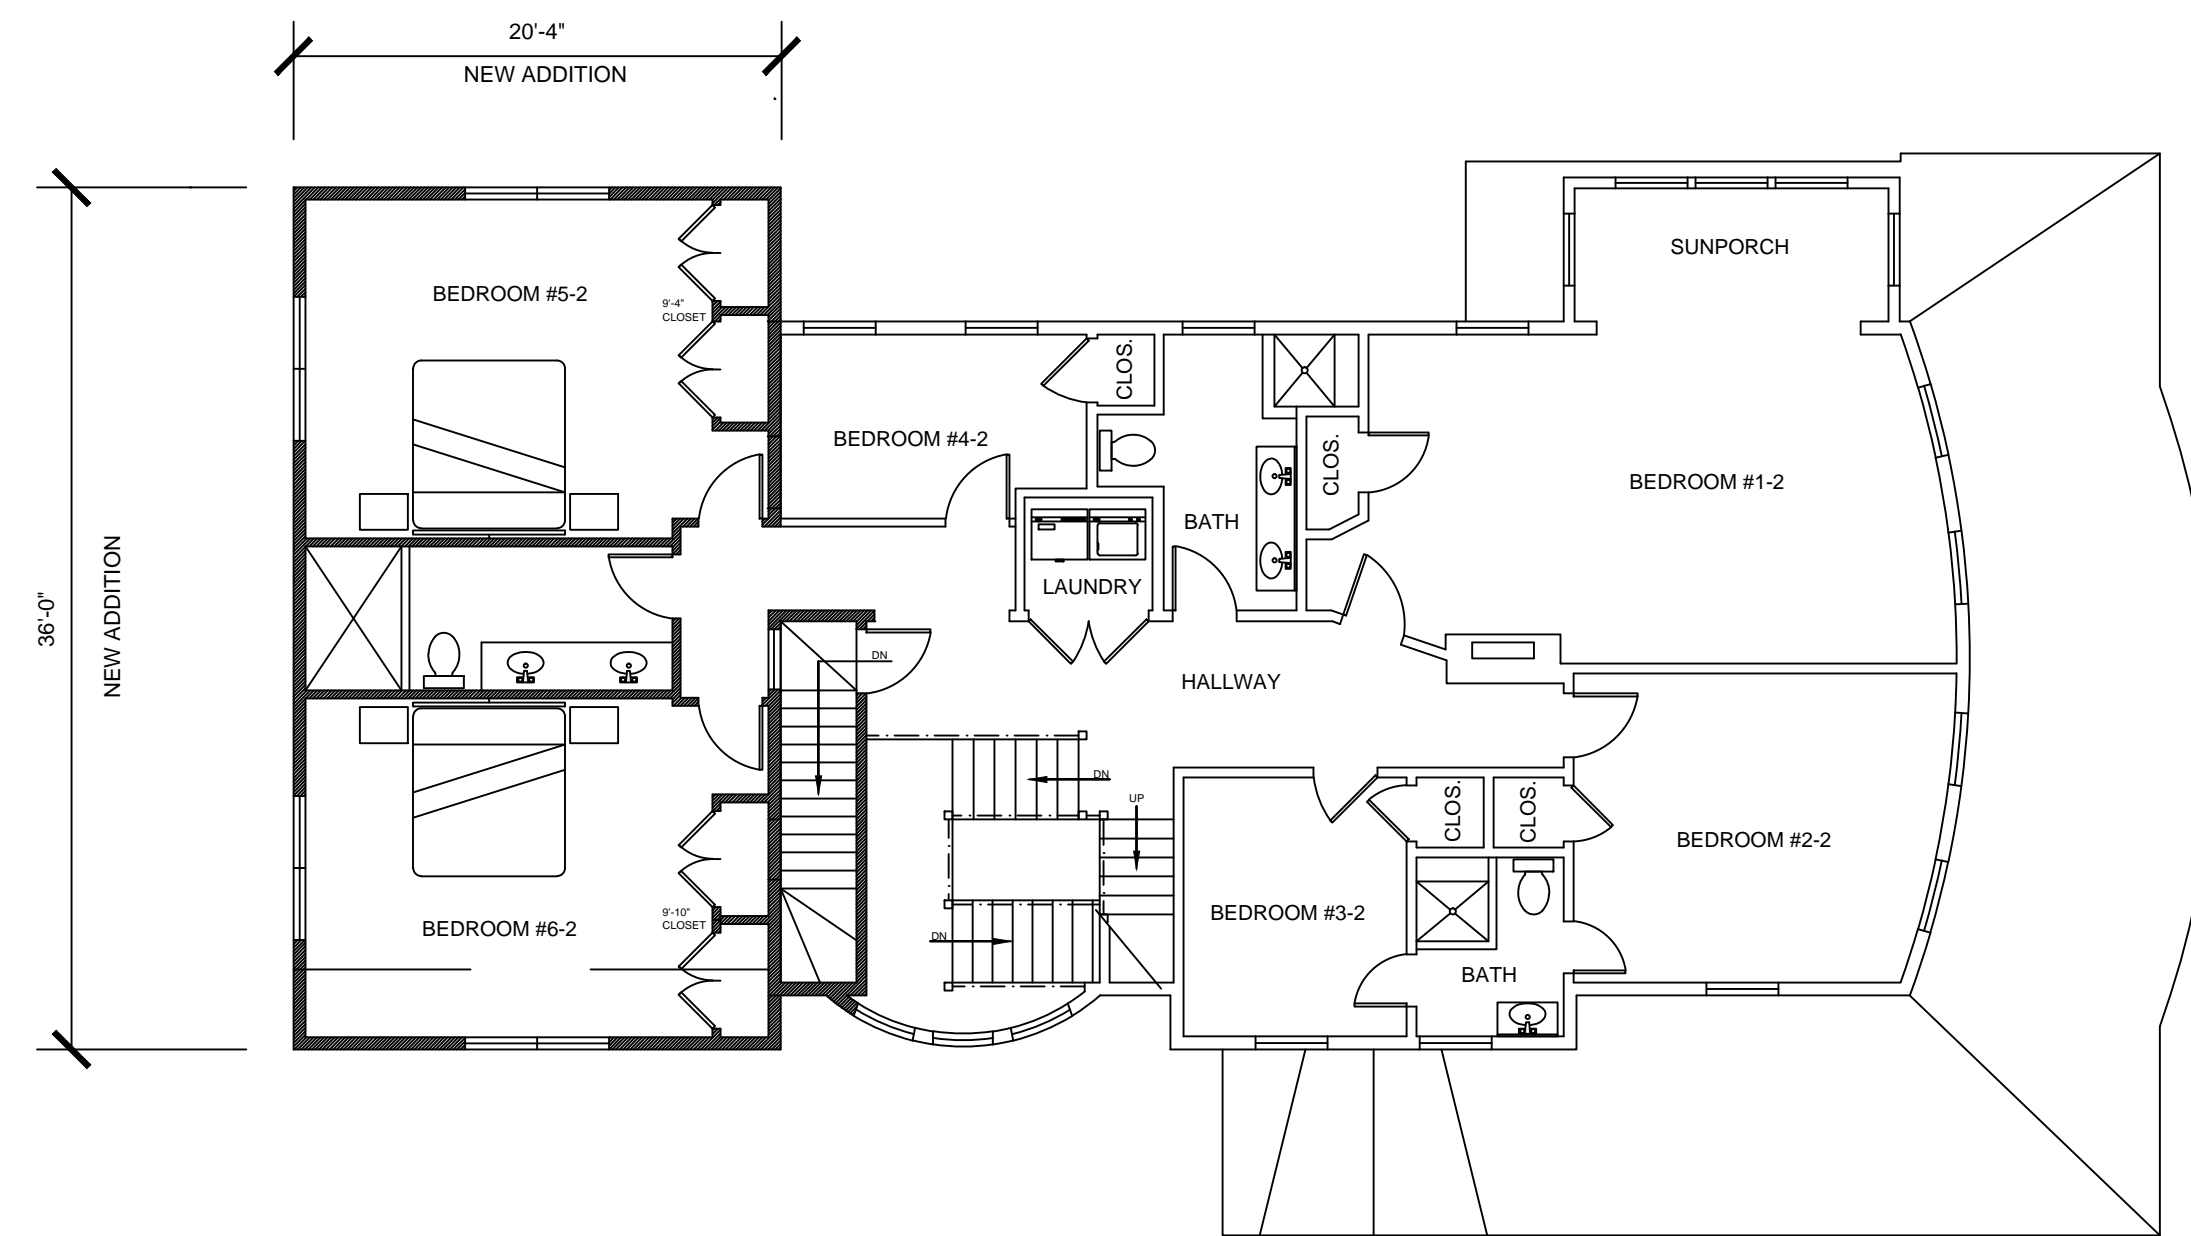 20'-4"
NEW ADDITION
36'-0"
NEW ADDITION
SUNPORCH
BEDROOM #5-2
9'-4"
CLOSET
CLOS.
BEDROOM #4-2
CLOS.
BEDROOM #1-2
BATH
LAUNDRY
DN
HALLWAY
DN
UP
CLOS.
CLOS.
BEDROOM #2-2
9'-10"
CLOSET
BEDROOM #3-2
BEDROOM #6-2
DN
BATH